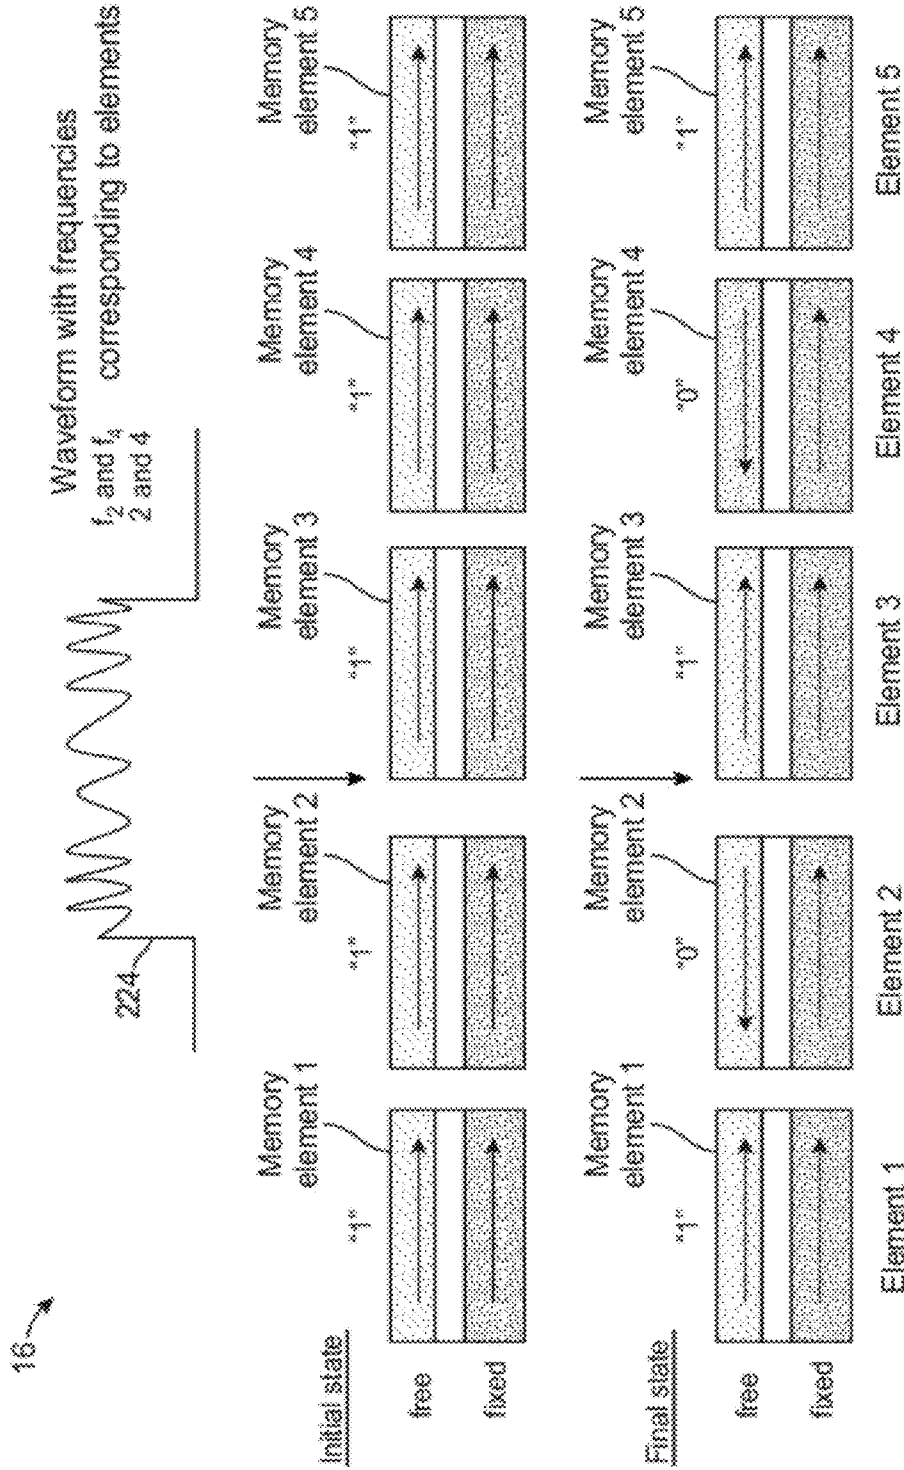 16
224
Waveform with frequencies
f2 and f4 corresponding to elements
2 and 4
Initial state
Memory
element 1
Memory
element 2
Memory
element 3
Memory
element 4
Memory
element 5
"1"
"1"
"1"
"1"
"1"
free
fixed
Final state
Memory
element 1
Memory
element 2
Memory
element 3
Memory
element 4
Memory
element 5
"1"
"0"
"1"
"0"
"1"
free
fixed
Element 1
Element 2
Element 3
Element 4
Element 5